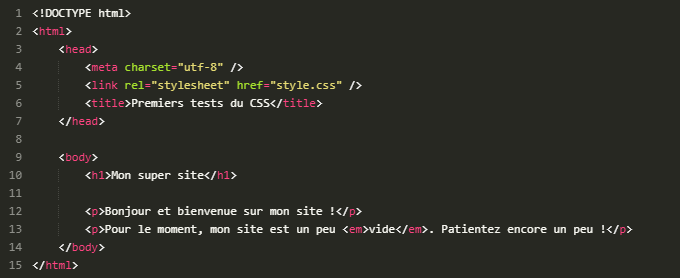 1 <!DOCTYPE html>
2 <html>
3     <head>
4         <meta charset="utf-8" />
5         <link rel="stylesheet" href="style.css" />
6         <title>Premiers tests du CSS</title>
7     </head>
8
9     <body>
10         <h1>Mon super site</h1>
11
12         <p>Bonjour et bienvenue sur mon site !</p>
13         <p>Pour le moment, mon site est un peu <em>vide</em>. Patientez encore un peu !</p>
14     </body>
15 </html>